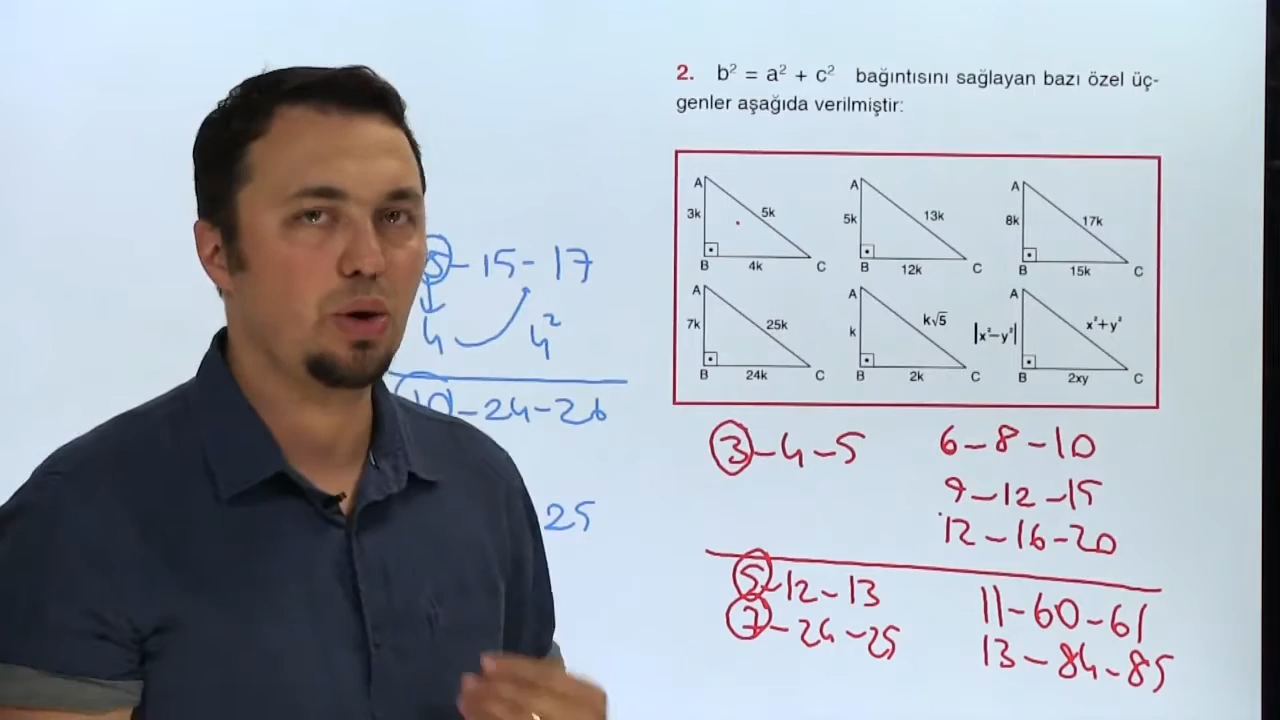 2. b² = a² + c² bağıntısını sağlayan bazı özel üç-
genler aşağıda verilmiştir:
A 3k 5k B 4k C
A 5k 13k B 12k C
A 8k 17k B 15k C
A 7k 25k B 24k C
A k k√5 B 2k C
A |x²-y²| x²+y² B 2xy C
8-15-17
4 4²
10-24-26
25
3-4-5
6-8-10
9-12-15
12-16-20
5-12-13
7-24-25
11-60-61
13-84-85